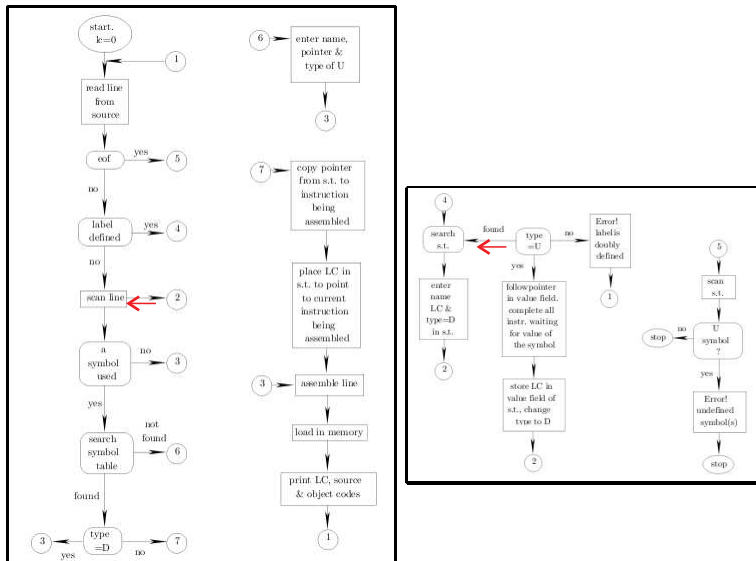 start.
lc=0
1
read line
from
source
eof
yes
5
no
label
defined
yes
4
no
scan line
2
a
symbol
used
no
3
yes
search
symbol
table
not
found
6
found
3
type
=D
7
yes
no
6
enter name,
pointer &
type of U
3
7
copy pointer
from s.t. to
instruction
being
assembled
place LC in
s.t. to point
to current
instruction
being
assembled
3
assemble line
load in memory
print LC, source
& object codes
1
4
search
s.t.
found
type
=U
no
Error!
label is
doubly
defined
1
enter
name
LC &
type=D
in s.t.
2
yes
follow pointer
in value field.
complete all
instr. waiting
for value of
the symbol
store LC in
value field of
s.t., change
type to D
2
5
scan
s.t.
U
symbol
?
no
stop
yes
Error!
undefined
symbol(s)
stop